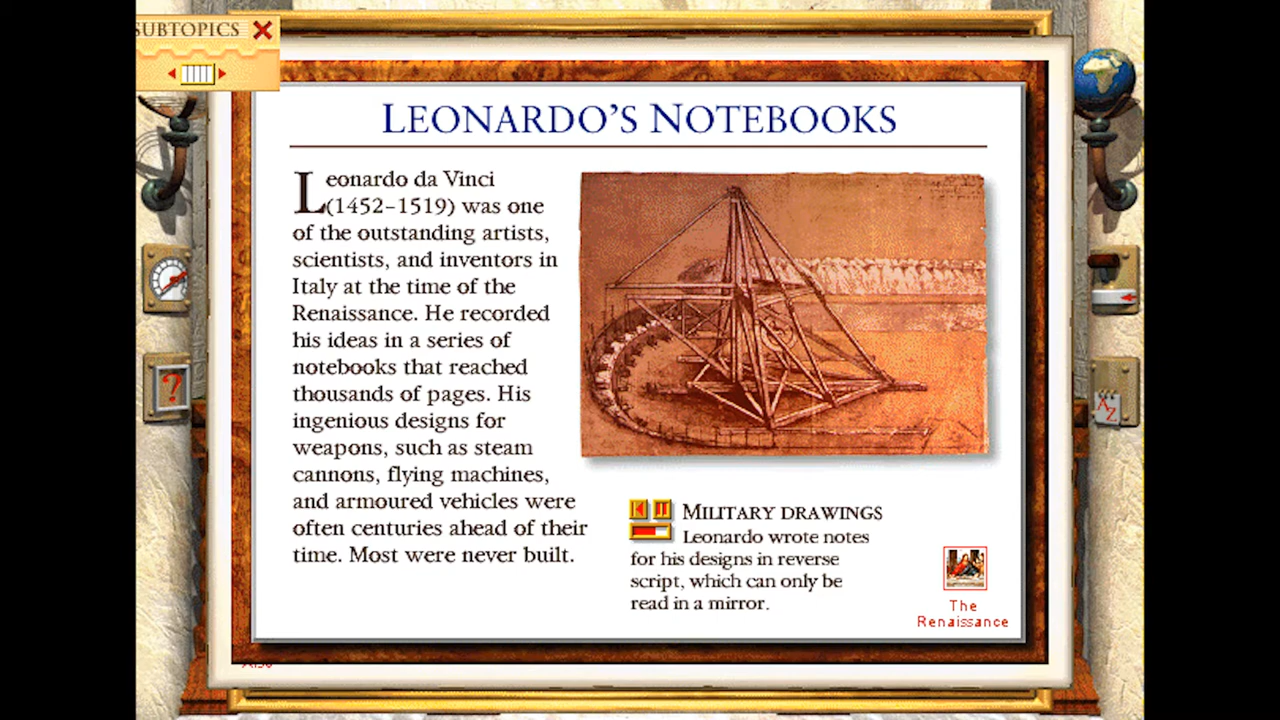 SUBTOPICS
LEONARDO'S NOTEBOOKS
Leonardo da Vinci
(1452–1519) was one
of the outstanding artists,
scientists, and inventors in
Italy at the time of the
Renaissance. He recorded
his ideas in a series of
notebooks that reached
thousands of pages. His
ingenious designs for
weapons, such as steam
cannons, flying machines,
and armoured vehicles were
often centuries ahead of their
time. Most were never built.
MILITARY DRAWINGS
Leonardo wrote notes
for his designs in reverse
script, which can only be
read in a mirror.
The
Renaissance
?
AZ